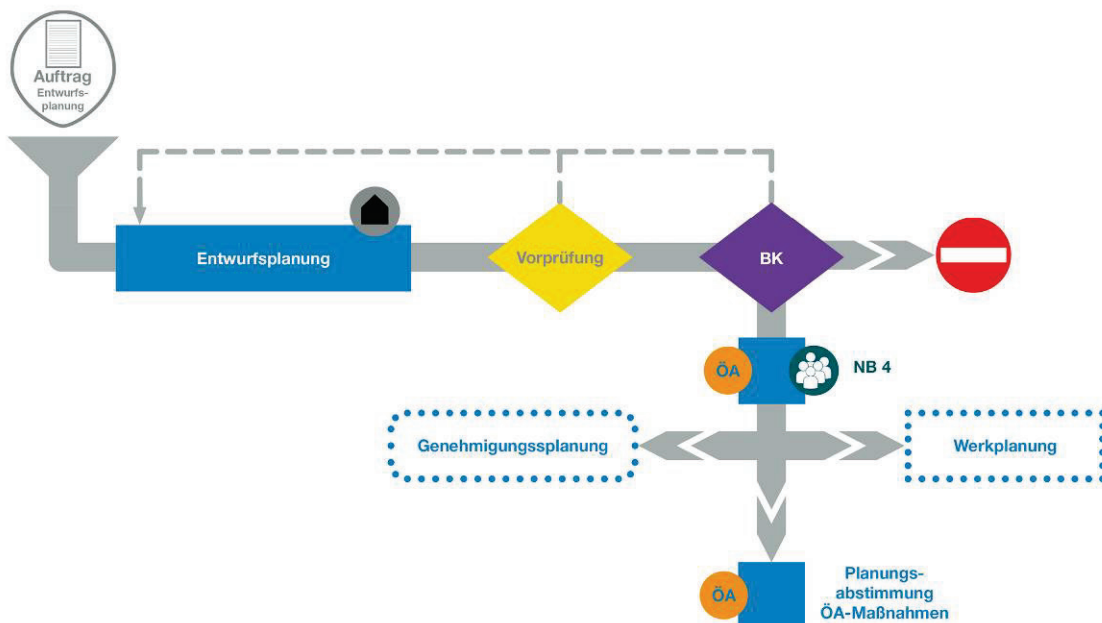 Auftrag
Entwurfs-
planung
Entwurfsplanung
Vorprüfung
BK
ÖA
NB 4
Genehmigungssplanung
Werkplanung
ÖA
Planungs-
abstimmung
ÖA-Maßnahmen